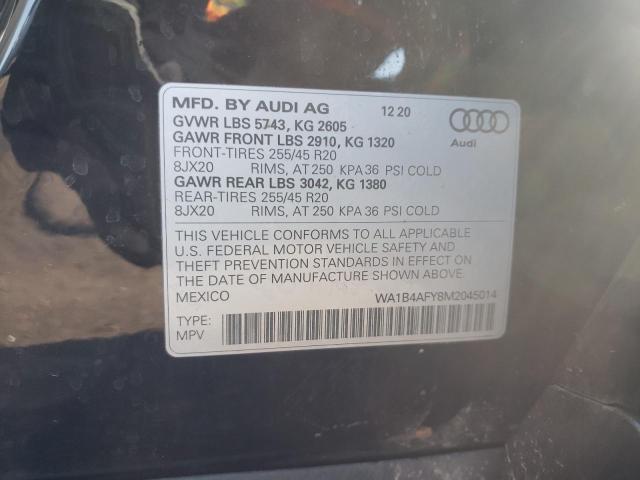 MFD. BY AUDI AG 12 20
GVWR LBS 5743, KG 2605
GAWR FRONT LBS 2910, KG 1320
FRONT-TIRES 255/45 R20
8JX20 RIMS, AT 250 KPA 36 PSI COLD
GAWR REAR LBS 3042, KG 1380
REAR-TIRES 255/45 R20
8JX20 RIMS, AT 250 KPA 36 PSI COLD
Audi
THIS VEHICLE CONFORMS TO ALL APPLICABLE
U.S. FEDERAL MOTOR VEHICLE SAFETY AND
THEFT PREVENTION STANDARDS IN EFFECT ON
THE DATE OF MANUFACTURE SHOWN ABOVE.
MEXICO WA1B4AFY8M2045014
TYPE:
MPV